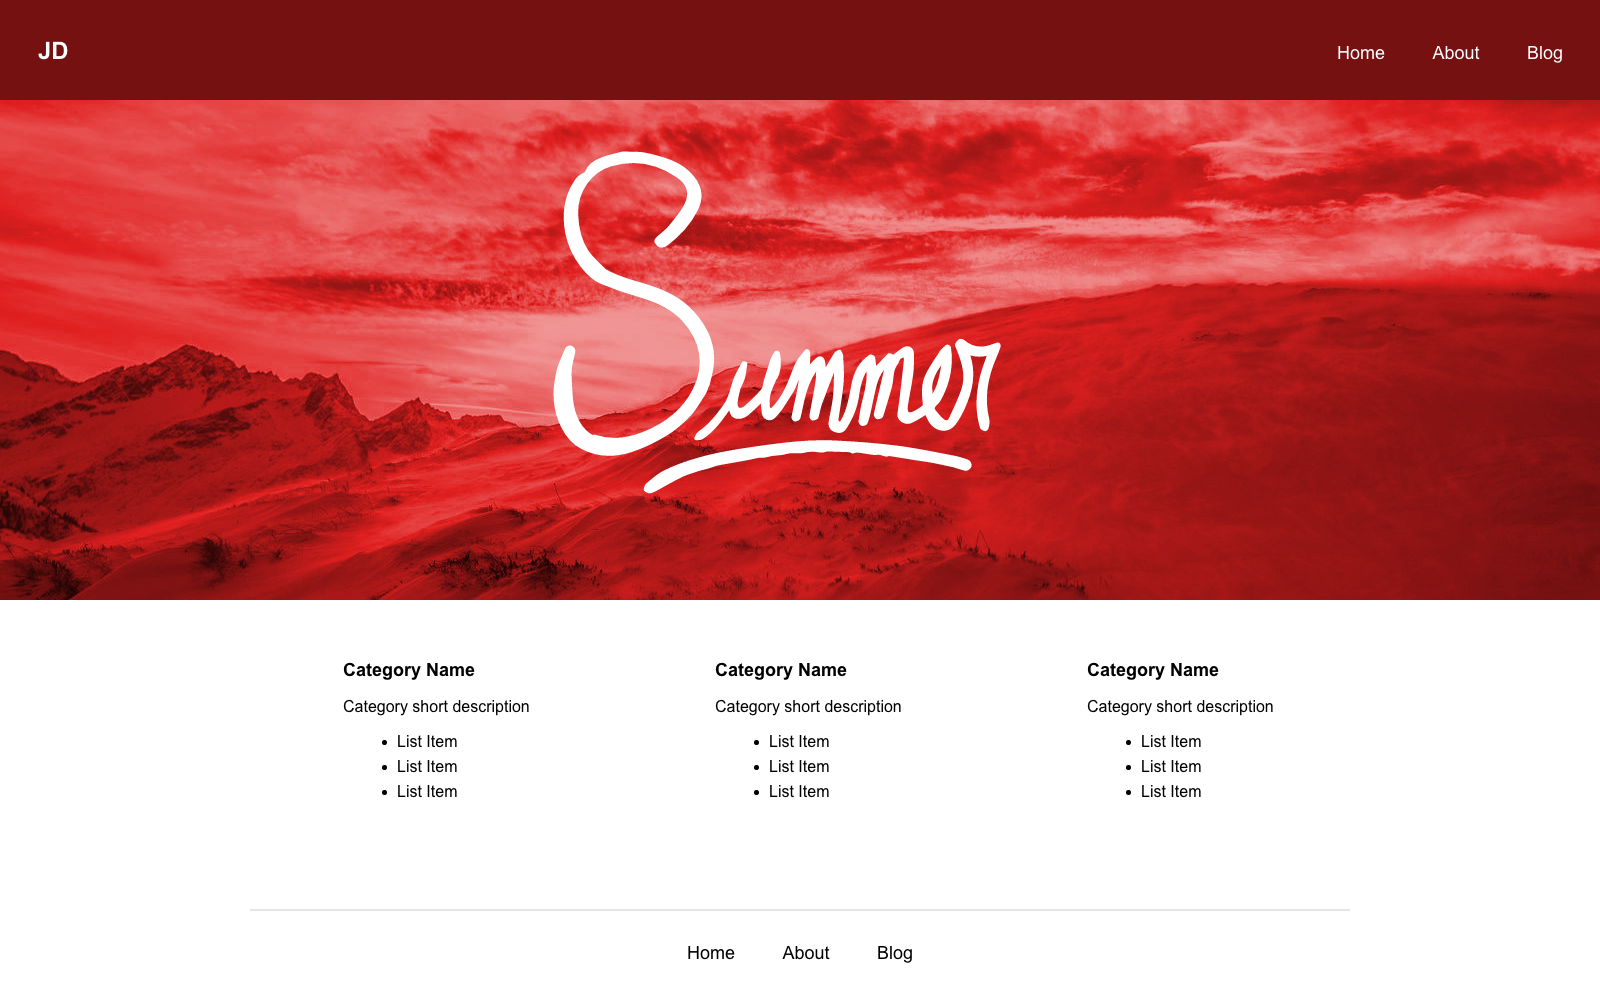 JD
Home About Blog
Summer
Category Name Category Name Category Name
Category short description Category short description Category short description
• List Item • List Item • List Item
• List Item • List Item • List Item
• List Item • List Item • List Item
Home About Blog